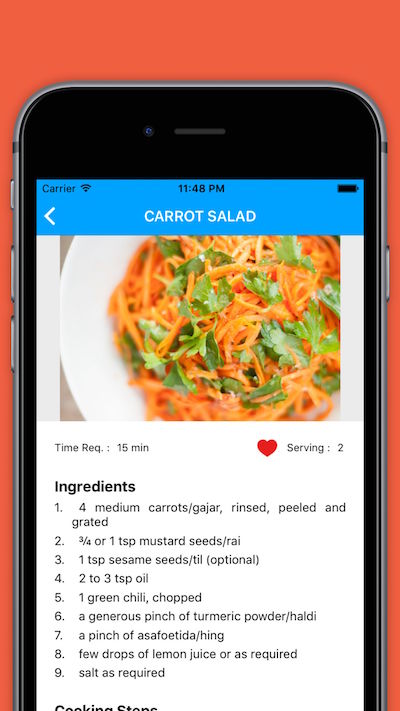 Carrier 11:48 PM
CARROT SALAD
Time Req. : 15 min Serving : 2
Ingredients
1. 4 medium carrots/gajar, rinsed, peeled and
grated
2. ¾ or 1 tsp mustard seeds/rai
3. 1 tsp sesame seeds/til (optional)
4. 2 to 3 tsp oil
5. 1 green chili, chopped
6. a generous pinch of turmeric powder/haldi
7. a pinch of asafoetida/hing
8. few drops of lemon juice or as required
9. salt as required
Cooking Steps